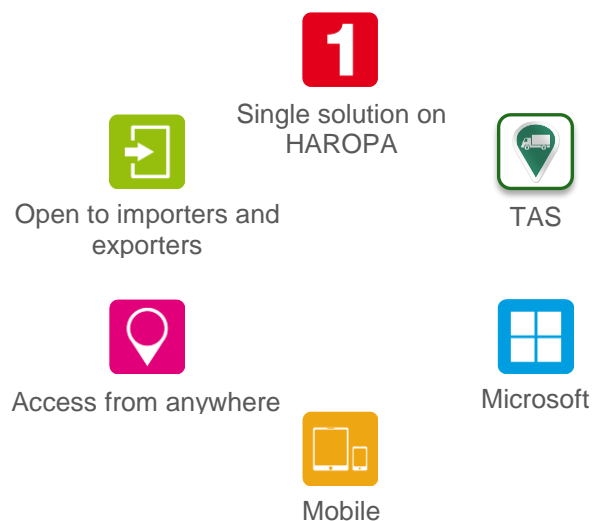 1
Single solution on
HAROPA
Open to importers and
exporters
TAS
Access from anywhere
Microsoft
Mobile